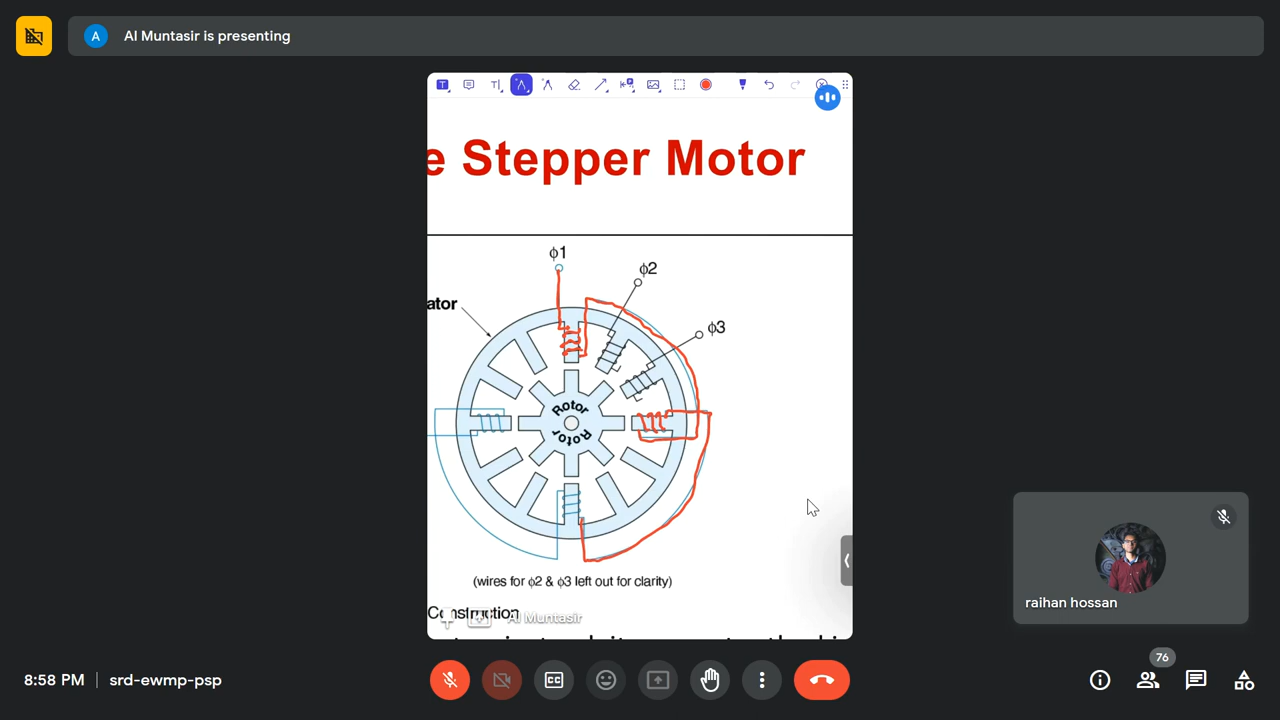 A Al Muntasir is presenting
T T|
e Stepper Motor
ϕ1
ϕ2
ator
ϕ3
Rotor
Rotor
(wires for ϕ2 & ϕ3 left out for clarity)
Construction
Al Muntasir
raihan hossan
76
8:58 PM | srd-ewmp-psp
CC